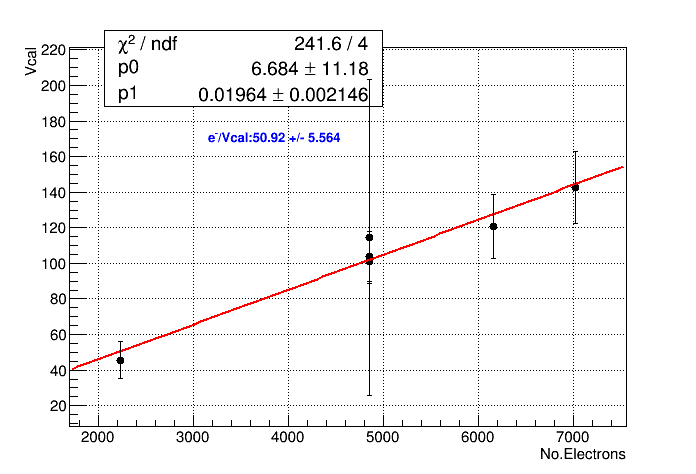 χ² / ndf 241.6 / 4
p0 6.684 ± 11.18
p1 0.01964 ± 0.002146
e⁻/Vcal:50.92 +/- 5.564
Vcal
220
200
180
160
140
120
100
80
60
40
20
2000 3000 4000 5000 6000 7000
No.Electrons